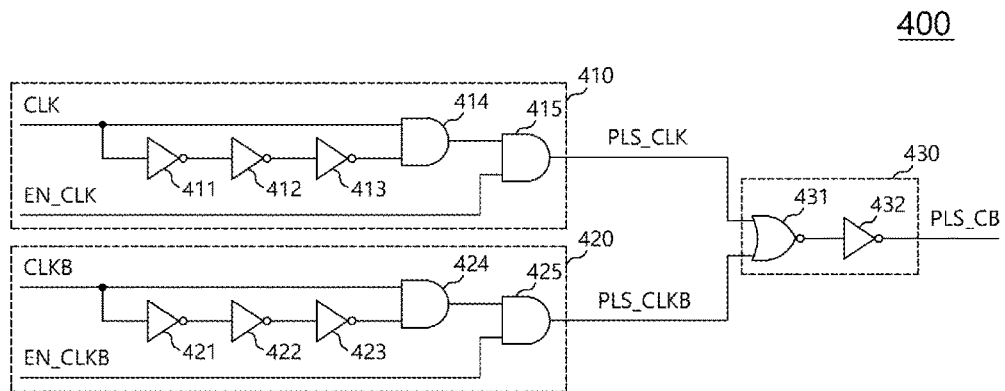 400
410
CLK
414
415
411
412
413
PLS_CLK
EN_CLK
430
431
432
PLS_CB
420
CLKB
424
425
421
422
423
PLS_CLKB
EN_CLKB